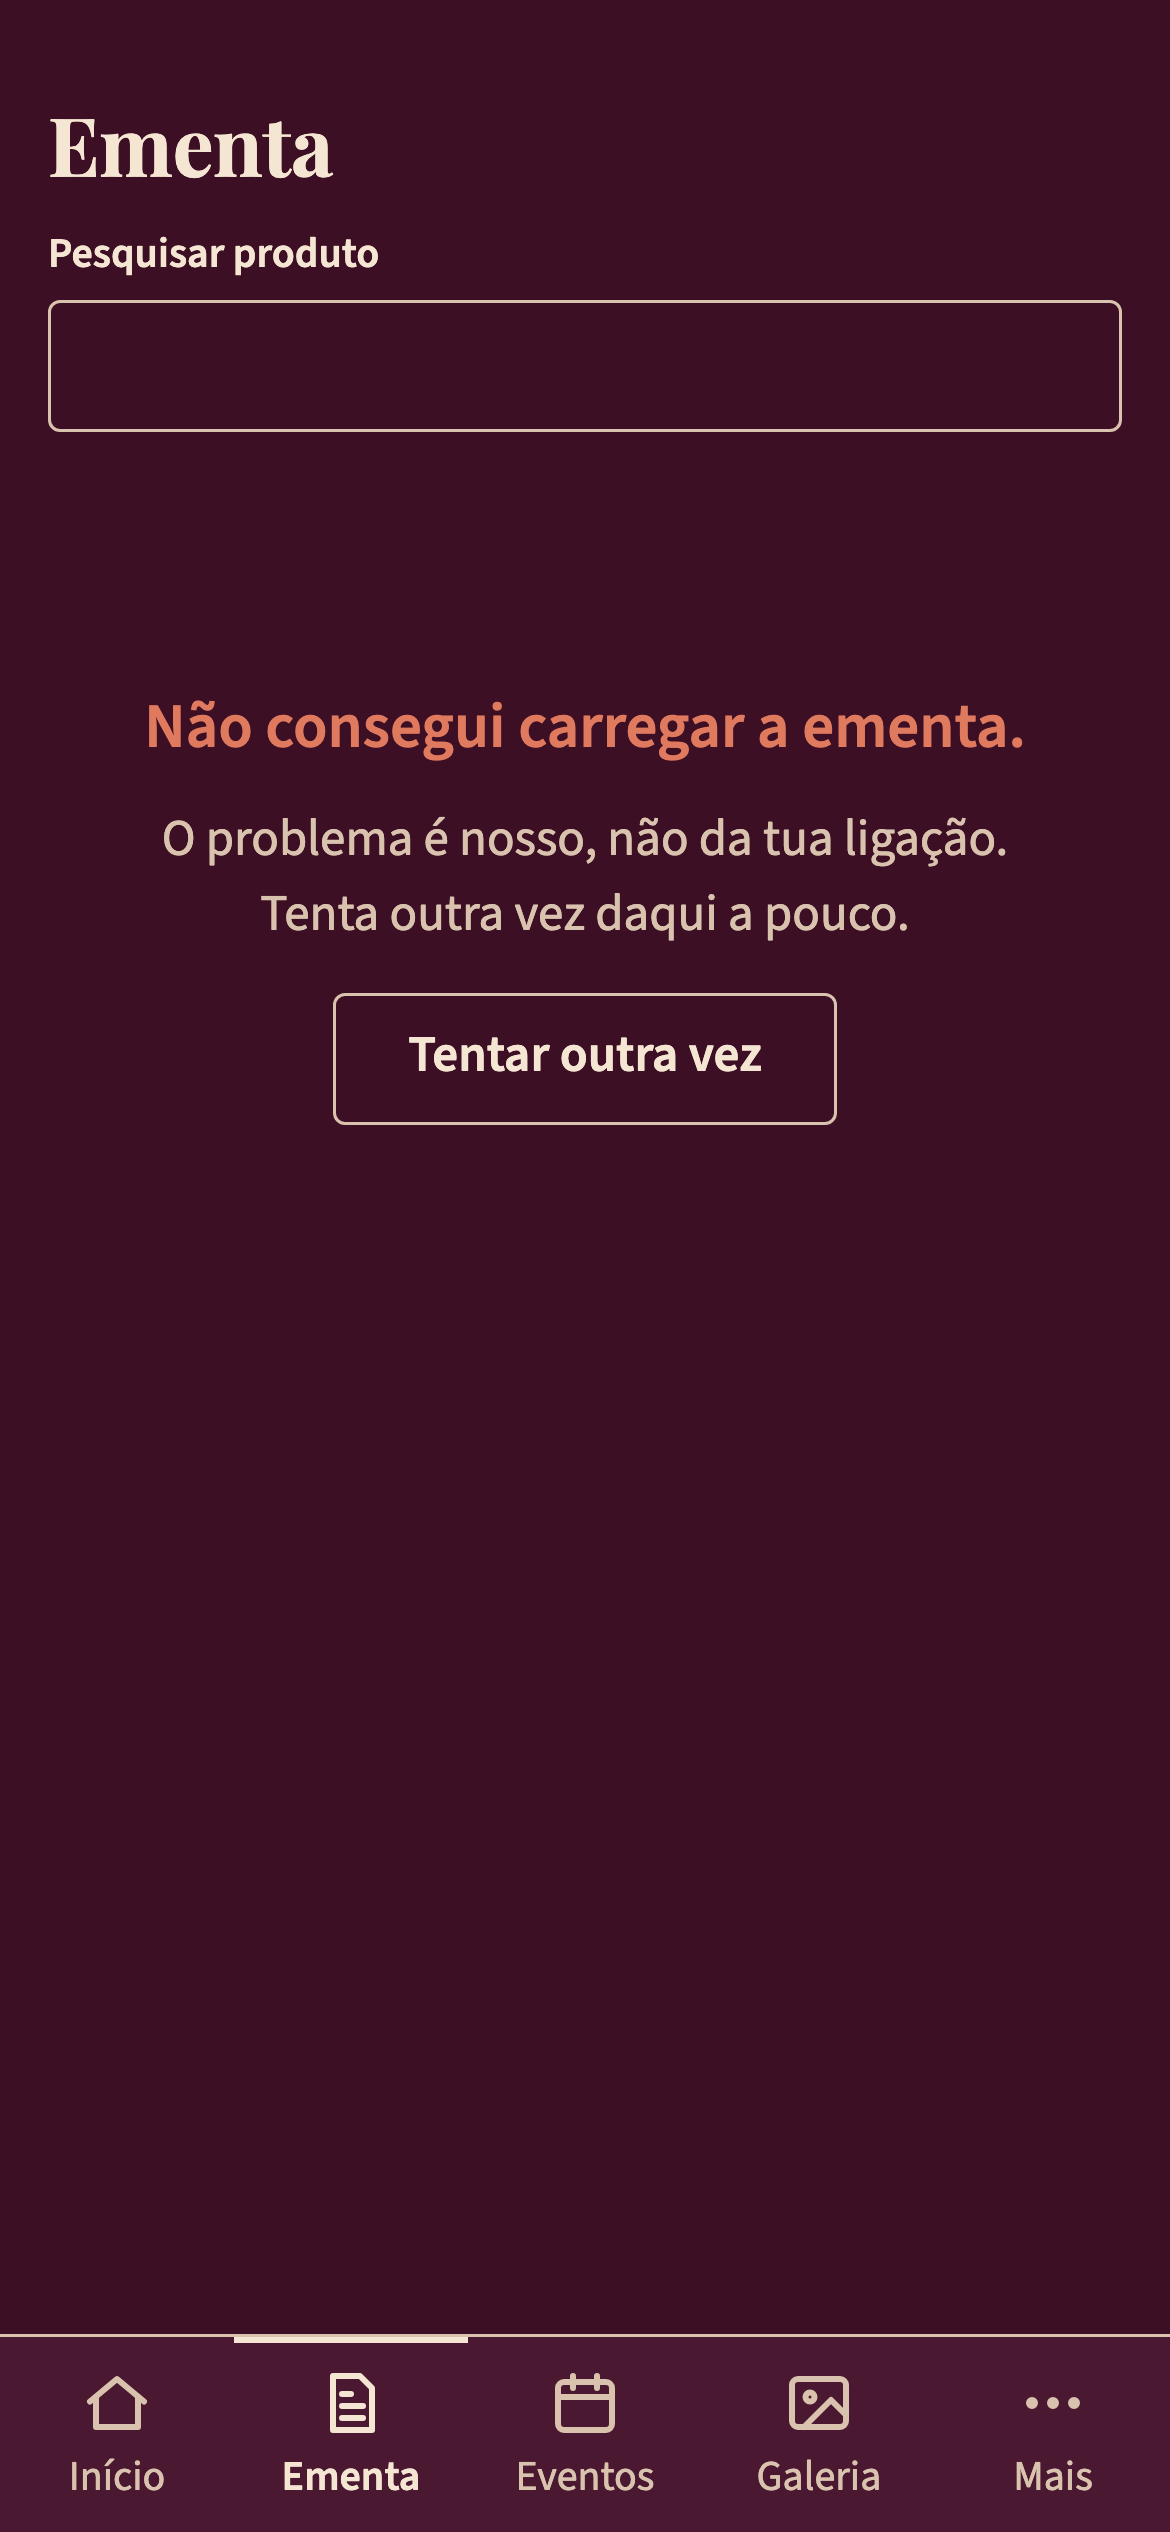 Ementa
Pesquisar produto
Não consegui carregar a ementa.
O problema é nosso, não da tua ligação.
Tenta outra vez daqui a pouco.
Tentar outra vez
Início
Ementa
Eventos
Galeria
Mais